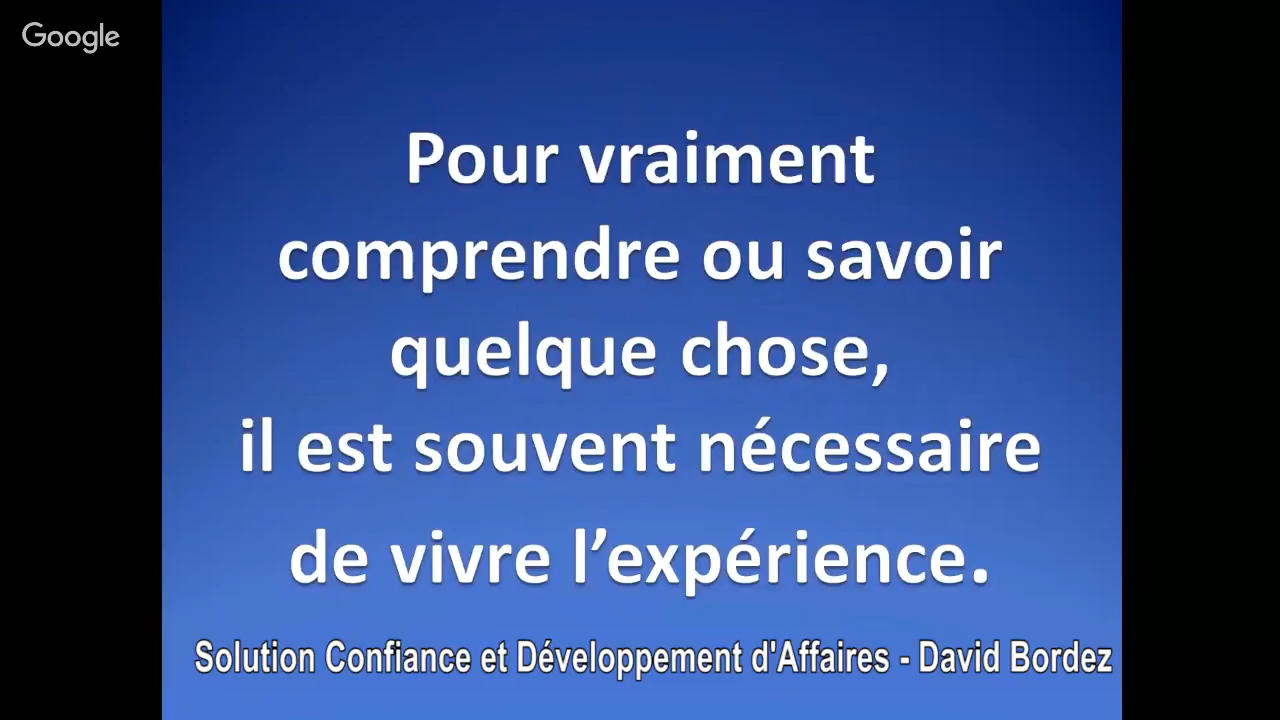 Google
Pour vraiment
comprendre ou savoir
quelque chose,
il est souvent nécessaire
de vivre l’expérience.
Solution Confiance et Développement d'Affaires - David Bordez